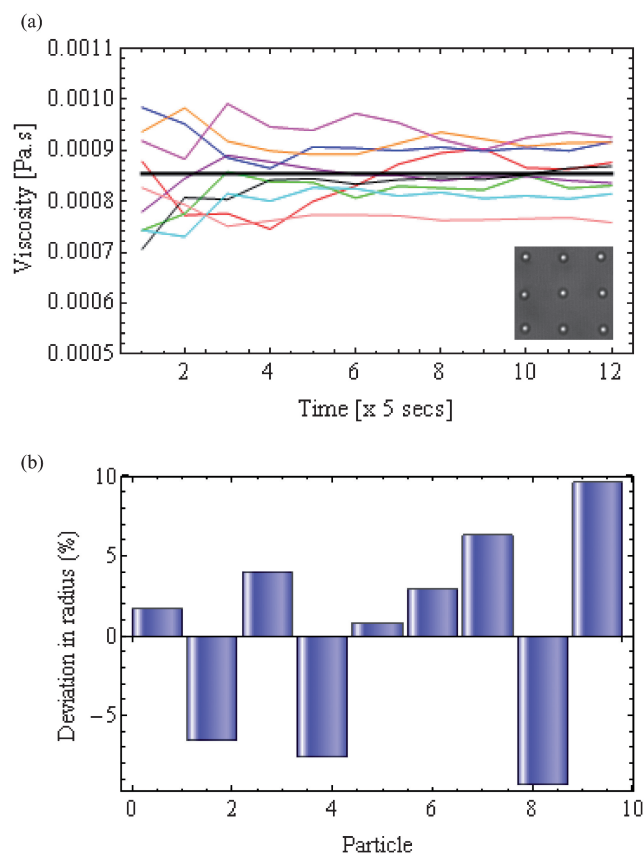 (a)
0.0011
0.0010
0.0009
0.0008
0.0007
0.0006
0.0005
Viscosity [Pa.s]
2 4 6 8 10 12
Time [x 5 secs]
(b)
10
5
0
−5
Deviation in radius (%)
0 2 4 6 8 10
Particle